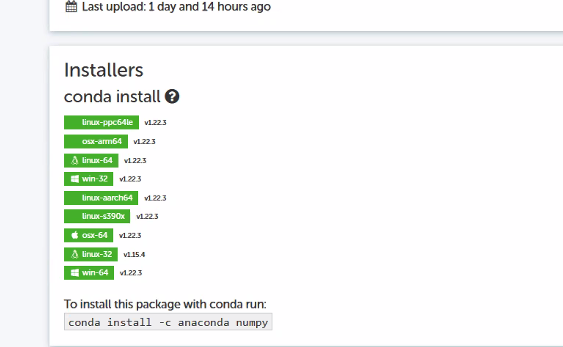 Last upload: 1 day and 14 hours ago
Installers
conda install ?
linux-ppc64le v1.22.3
osx-arm64 v1.22.3
linux-64 v1.22.3
win-32 v1.22.3
linux-aarch64 v1.22.3
linux-s390x v1.22.3
osx-64 v1.22.3
linux-32 v1.15.4
win-64 v1.22.3
To install this package with conda run:
conda install -c anaconda numpy